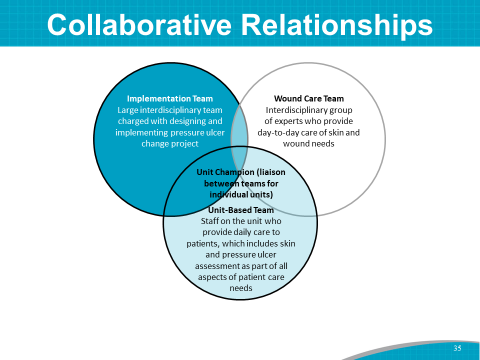 Collaborative Relationships
Implementation Team
Large interdisciplinary team
charged with designing and
implementing pressure ulcer
change project
Wound Care Team
Interdisciplinary group
of experts who provide
day-to-day care of skin and
wound needs
Unit Champion (liaison
between teams for
individual units)
Unit-Based Team
Staff on the unit who
provide daily care to
patients, which includes skin
and pressure ulcer
assessment as part of all
aspects of patient care
needs
35